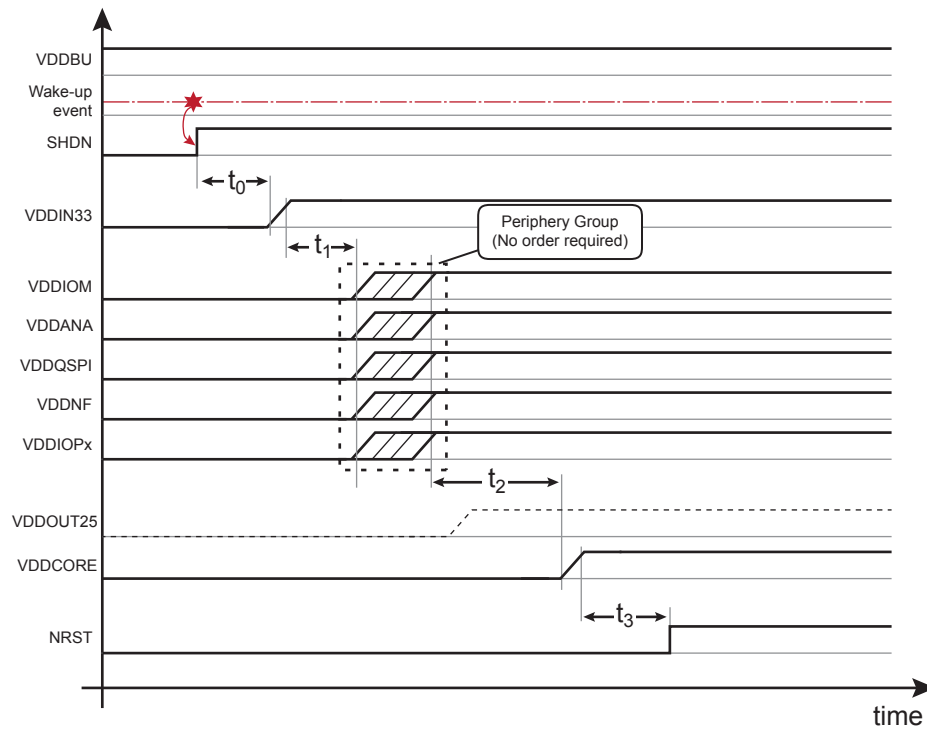 VDDBU
Wake-up
event
SHDN
t0
VDDIN33
Periphery Group
(No order required)
t1
VDDIOM
VDDANA
VDDQSPI
VDDNF
VDDIOPx
t2
VDDOUT25
VDDCORE
t3
NRST
time